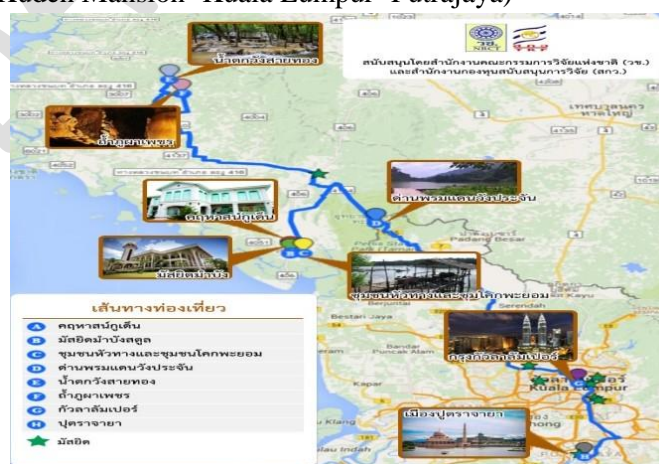 Kuden Mansion- Kuala Lumpur- Putrajaya)
สนับสนุนโดยสำนักงานคณะกรรมการวิจัยแห่งชาติ (วช.)
และสำนักงานกองทุนสนับสนุนการวิจัย (สกว.)
น้ำตกวังสายทอง
ถ้ำภูผาเพชร
คฤหาสน์กูเด็น
ด่านพรมแดนวังประจัน
มัสยิดมำบัง
Padang Besar
ชุมชนหัวทางและชุมชนโคกพะยอม
เส้นทางท่องเที่ยว
A คฤหาสน์กูเด็น
B มัสยิดมำบังสตูล
C ชุมชนหัวทางและชุมชนโคกพะยอม
D ด่านพรมแดนวังประจัน
E น้ำตกวังสายทอง
F ถ้ำภูผาเพชร
G กัวลาลัมเปอร์
H ปุตราจายา
มัสยิด
Berjuntai
Bestari Jaya
Serendah
Bandar
Puncak Alam
Kapar
กรุงกัวลาลัมเปอร์
Kuala Lumpur
เมืองปุตราจายา
Pulau Indah